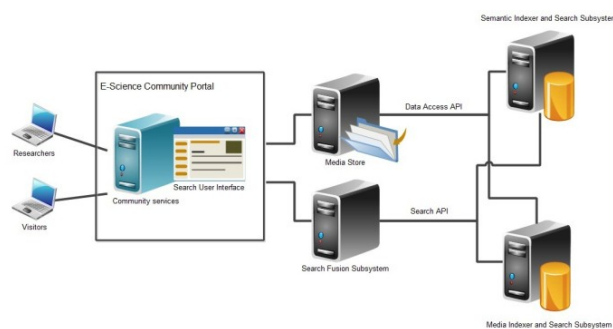 Semantic Indexer and Search Subsystem
E-Science Community Portal
Data Access API
Researchers
Media Store
Search User Interface
Community services
Search API
Visitors
Search Fusion Subsystem
Media Indexer and Search Subsystem